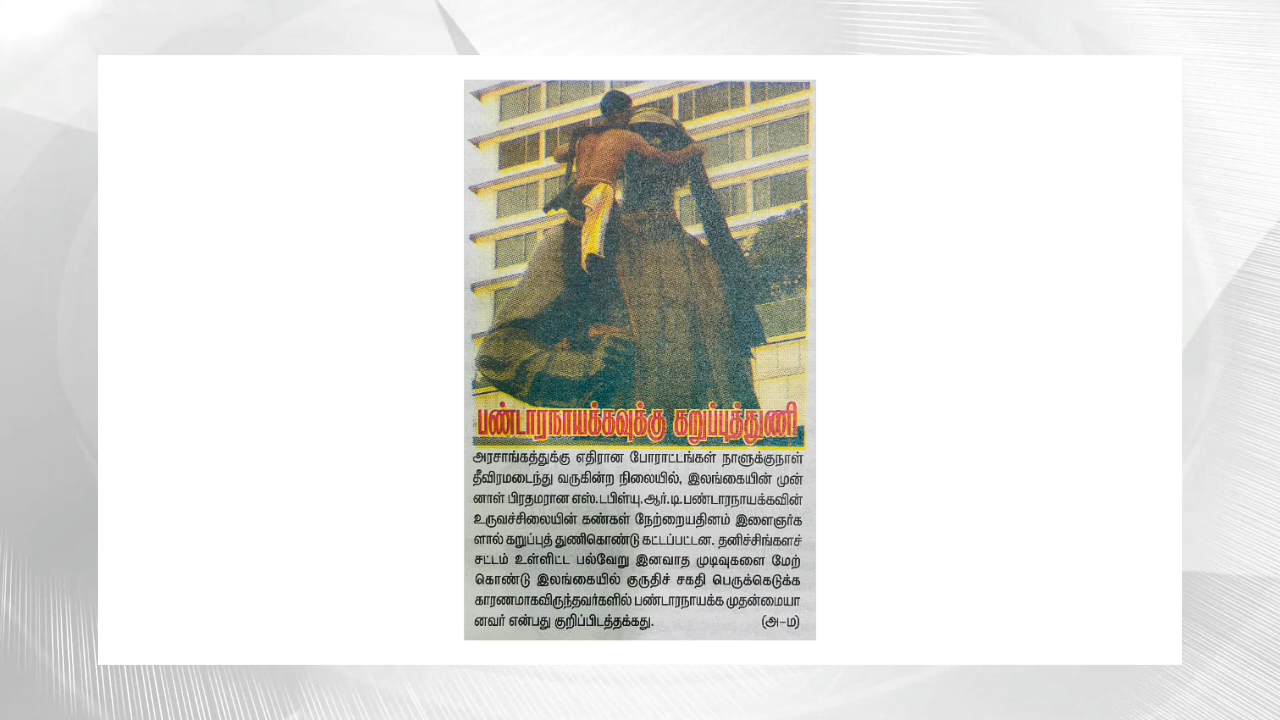 பண்டாரநாயக்கவுக்கு கறுப்புத்துணி
அரசாங்கத்துக்கு எதிரான போராட்டங்கள் நாளுக்குநாள்
தீவிரமடைந்து வருகின்ற நிலையில், இலங்கையின் முன்
னாள் பிரதமரான எஸ்.டபிள்யு.ஆர்.டி.பண்டாரநாயக்கவின்
உருவச்சிலையின் கண்கள் நேற்றையதினம் இளைஞர்க
ளால் கறுப்புத் துணிகொண்டு கட்டப்பட்டன. தனிச்சிங்களச்
சட்டம் உள்ளிட்ட பல்வேறு இனவாத முடிவுகளை மேற்
கொண்டு இலங்கையில் குருதிச் சகதி பெருக்கெடுக்க
காரணமாகவிருந்தவர்களில் பண்டாரநாயக்க முதன்மையா
னவர் என்பது குறிப்பிடத்தக்கது. (அ-ம)